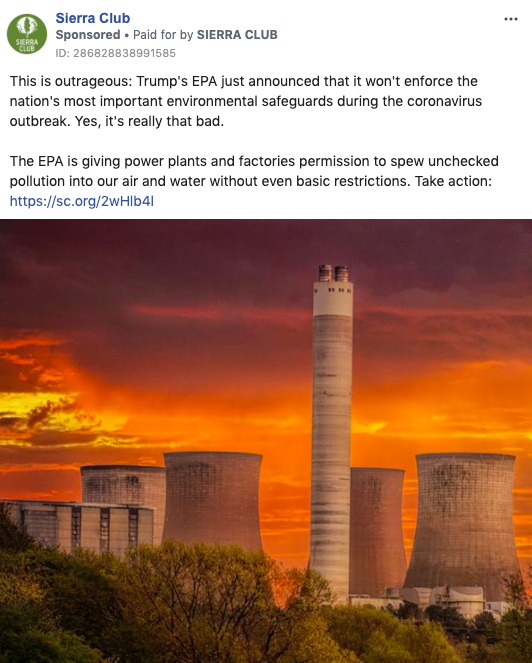 Sierra Club
Sponsored • Paid for by SIERRA CLUB
ID: 286828838991585
SIERRA
CLUB
This is outrageous: Trump's EPA just announced that it won't enforce the
nation's most important environmental safeguards during the coronavirus
outbreak. Yes, it's really that bad.
The EPA is giving power plants and factories permission to spew unchecked
pollution into our air and water without even basic restrictions. Take action:
https://sc.org/2wHlb4l